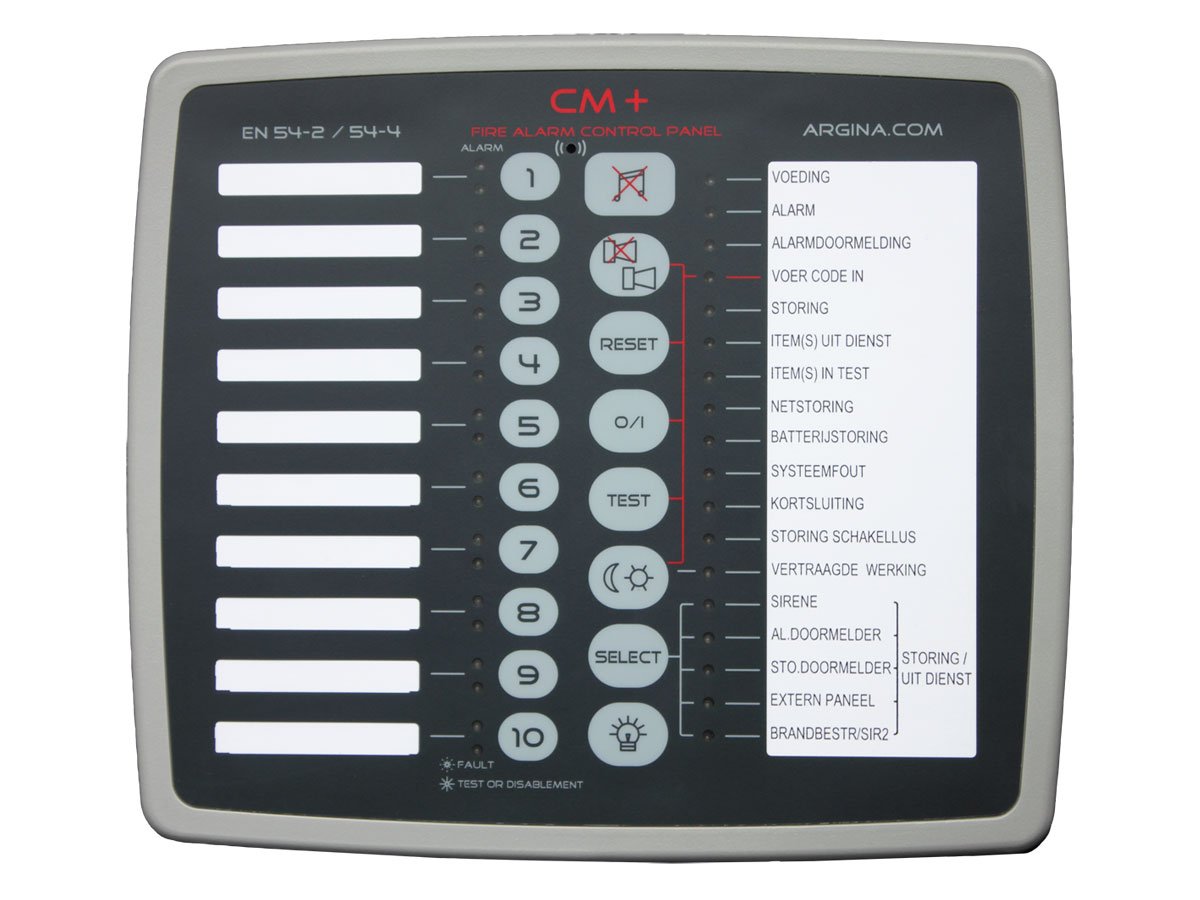 CM +
EN 54-2 / 54-4
FIRE ALARM CONTROL PANEL
ARGINA.COM
ALARM
1
2
3
4
5
6
7
8
9
10
FAULT
TEST OR DISABLEMENT
RESET
O/I
TEST
SELECT
VOEDING
ALARM
ALARMDOORMELDING
VOER CODE IN
STORING
ITEM(S) UIT DIENST
ITEM(S) IN TEST
NETSTORING
BATTERIJSTORING
SYSTEEMFOUT
KORTSLUITING
STORING SCHAKELLUS
VERTRAAGDE WERKING
SIRENE
AL.DOORMELDER
STO.DOORMELDER
EXTERN PANEEL
BRANDBESTR/SIR2
STORING /
UIT DIENST